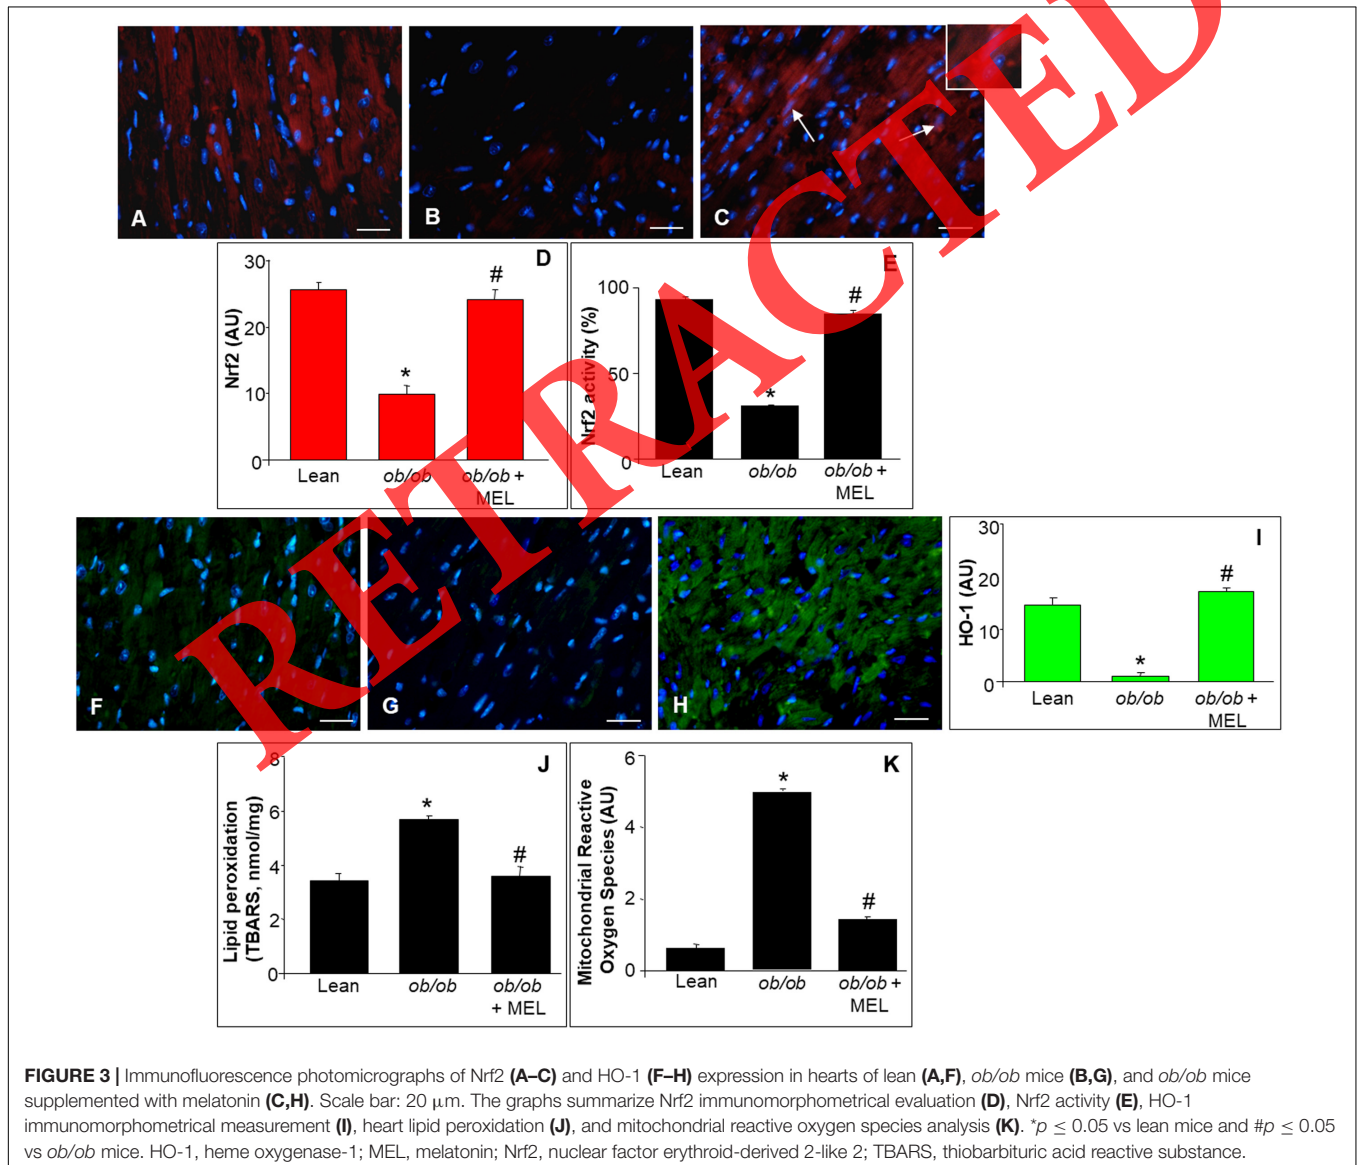 A
B
C
RETRACTED
D
Nrf2 (AU)
30
20
10
0
*
#
Lean
ob/ob
ob/ob +
MEL
E
Nrf2 activity (%)
100
50
0
*
#
Lean
ob/ob
ob/ob +
MEL
F
G
H
I
HO-1 (AU)
30
20
10
0
*
#
Lean
ob/ob
ob/ob +
MEL
J
Lipid peroxidation
(TBARS, nmol/mg)
8
6
4
2
0
*
#
Lean
ob/ob
ob/ob
+ MEL
K
Mitochondrial Reactive
Oxygen Species (AU)
6
4
2
0
*
#
Lean
ob/ob
ob/ob +
MEL
FIGURE 3 | Immunofluorescence photomicrographs of Nrf2 (A–C) and HO-1 (F–H) expression in hearts of lean (A,F), ob/ob mice (B,G), and ob/ob mice
supplemented with melatonin (C,H). Scale bar: 20 μm. The graphs summarize Nrf2 immunomorphometrical evaluation (D), Nrf2 activity (E), HO-1
immunomorphometrical measurement (I), heart lipid peroxidation (J), and mitochondrial reactive oxygen species analysis (K). *p ≤ 0.05 vs lean mice and #p ≤ 0.05
vs ob/ob mice. HO-1, heme oxygenase-1; MEL, melatonin; Nrf2, nuclear factor erythroid-derived 2-like 2; TBARS, thiobarbituric acid reactive substance.